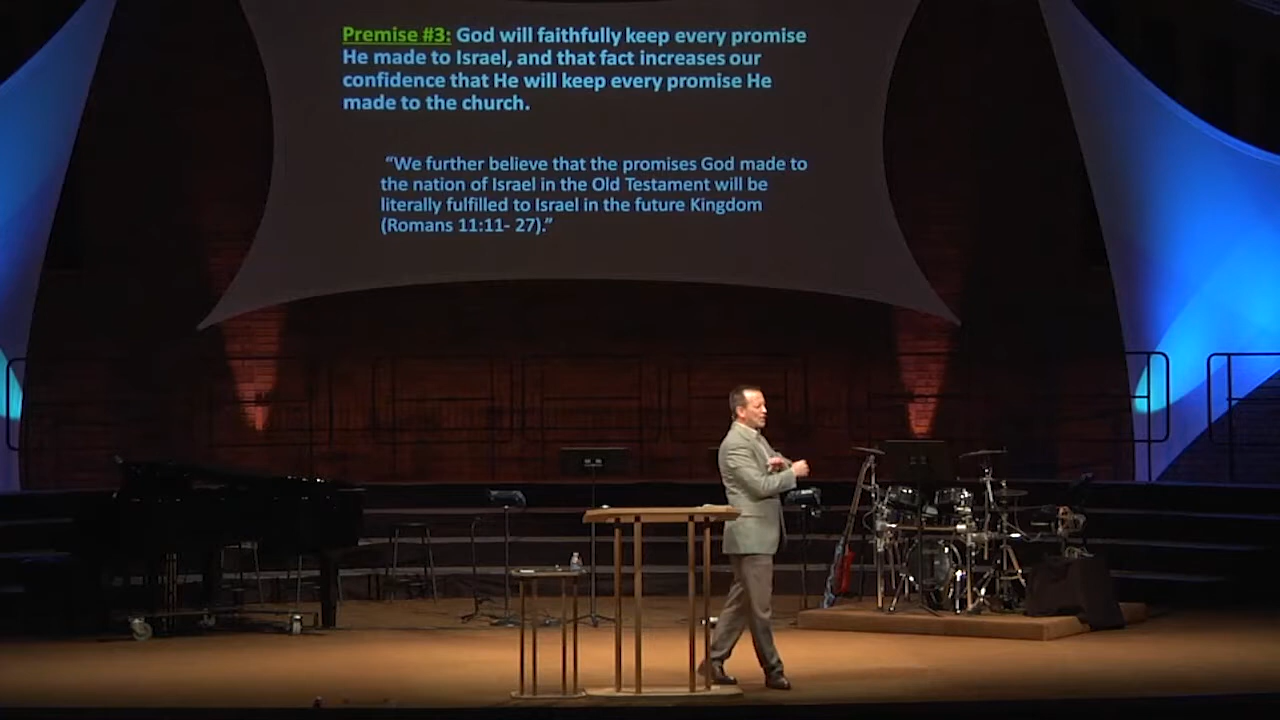 Premise #3: God will faithfully keep every promise
He made to Israel, and that fact increases our
confidence that He will keep every promise He
made to the church.
“We further believe that the promises God made to
the nation of Israel in the Old Testament will be
literally fulfilled to Israel in the future Kingdom
(Romans 11:11- 27).”